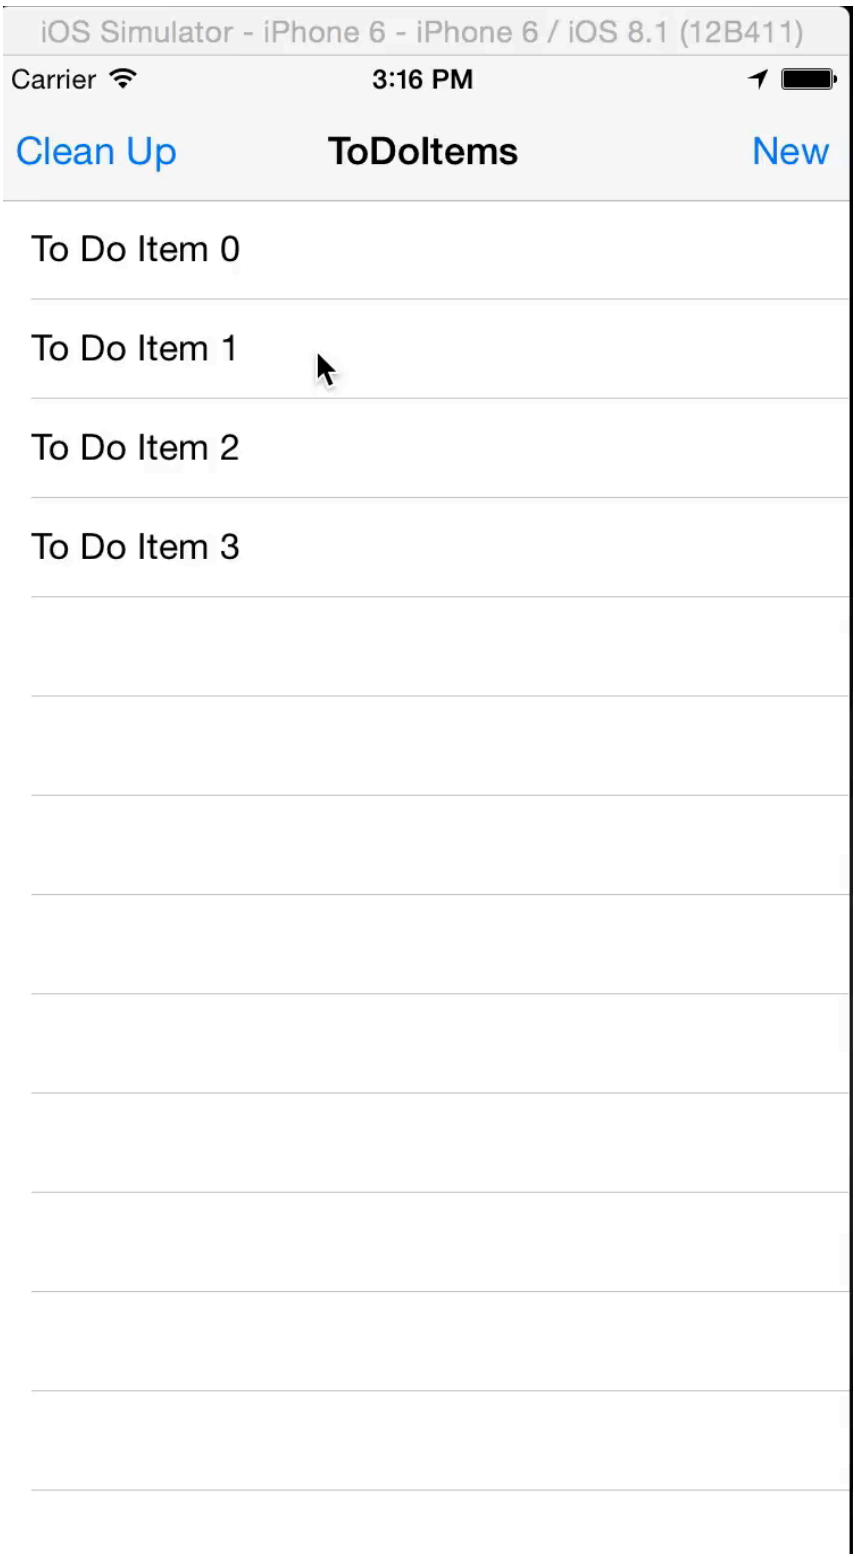 iOS Simulator - iPhone 6 - iPhone 6 / iOS 8.1 (12B411)
Carrier 3:16 PM
Clean Up ToDoItems New
To Do Item 0
To Do Item 1
To Do Item 2
To Do Item 3